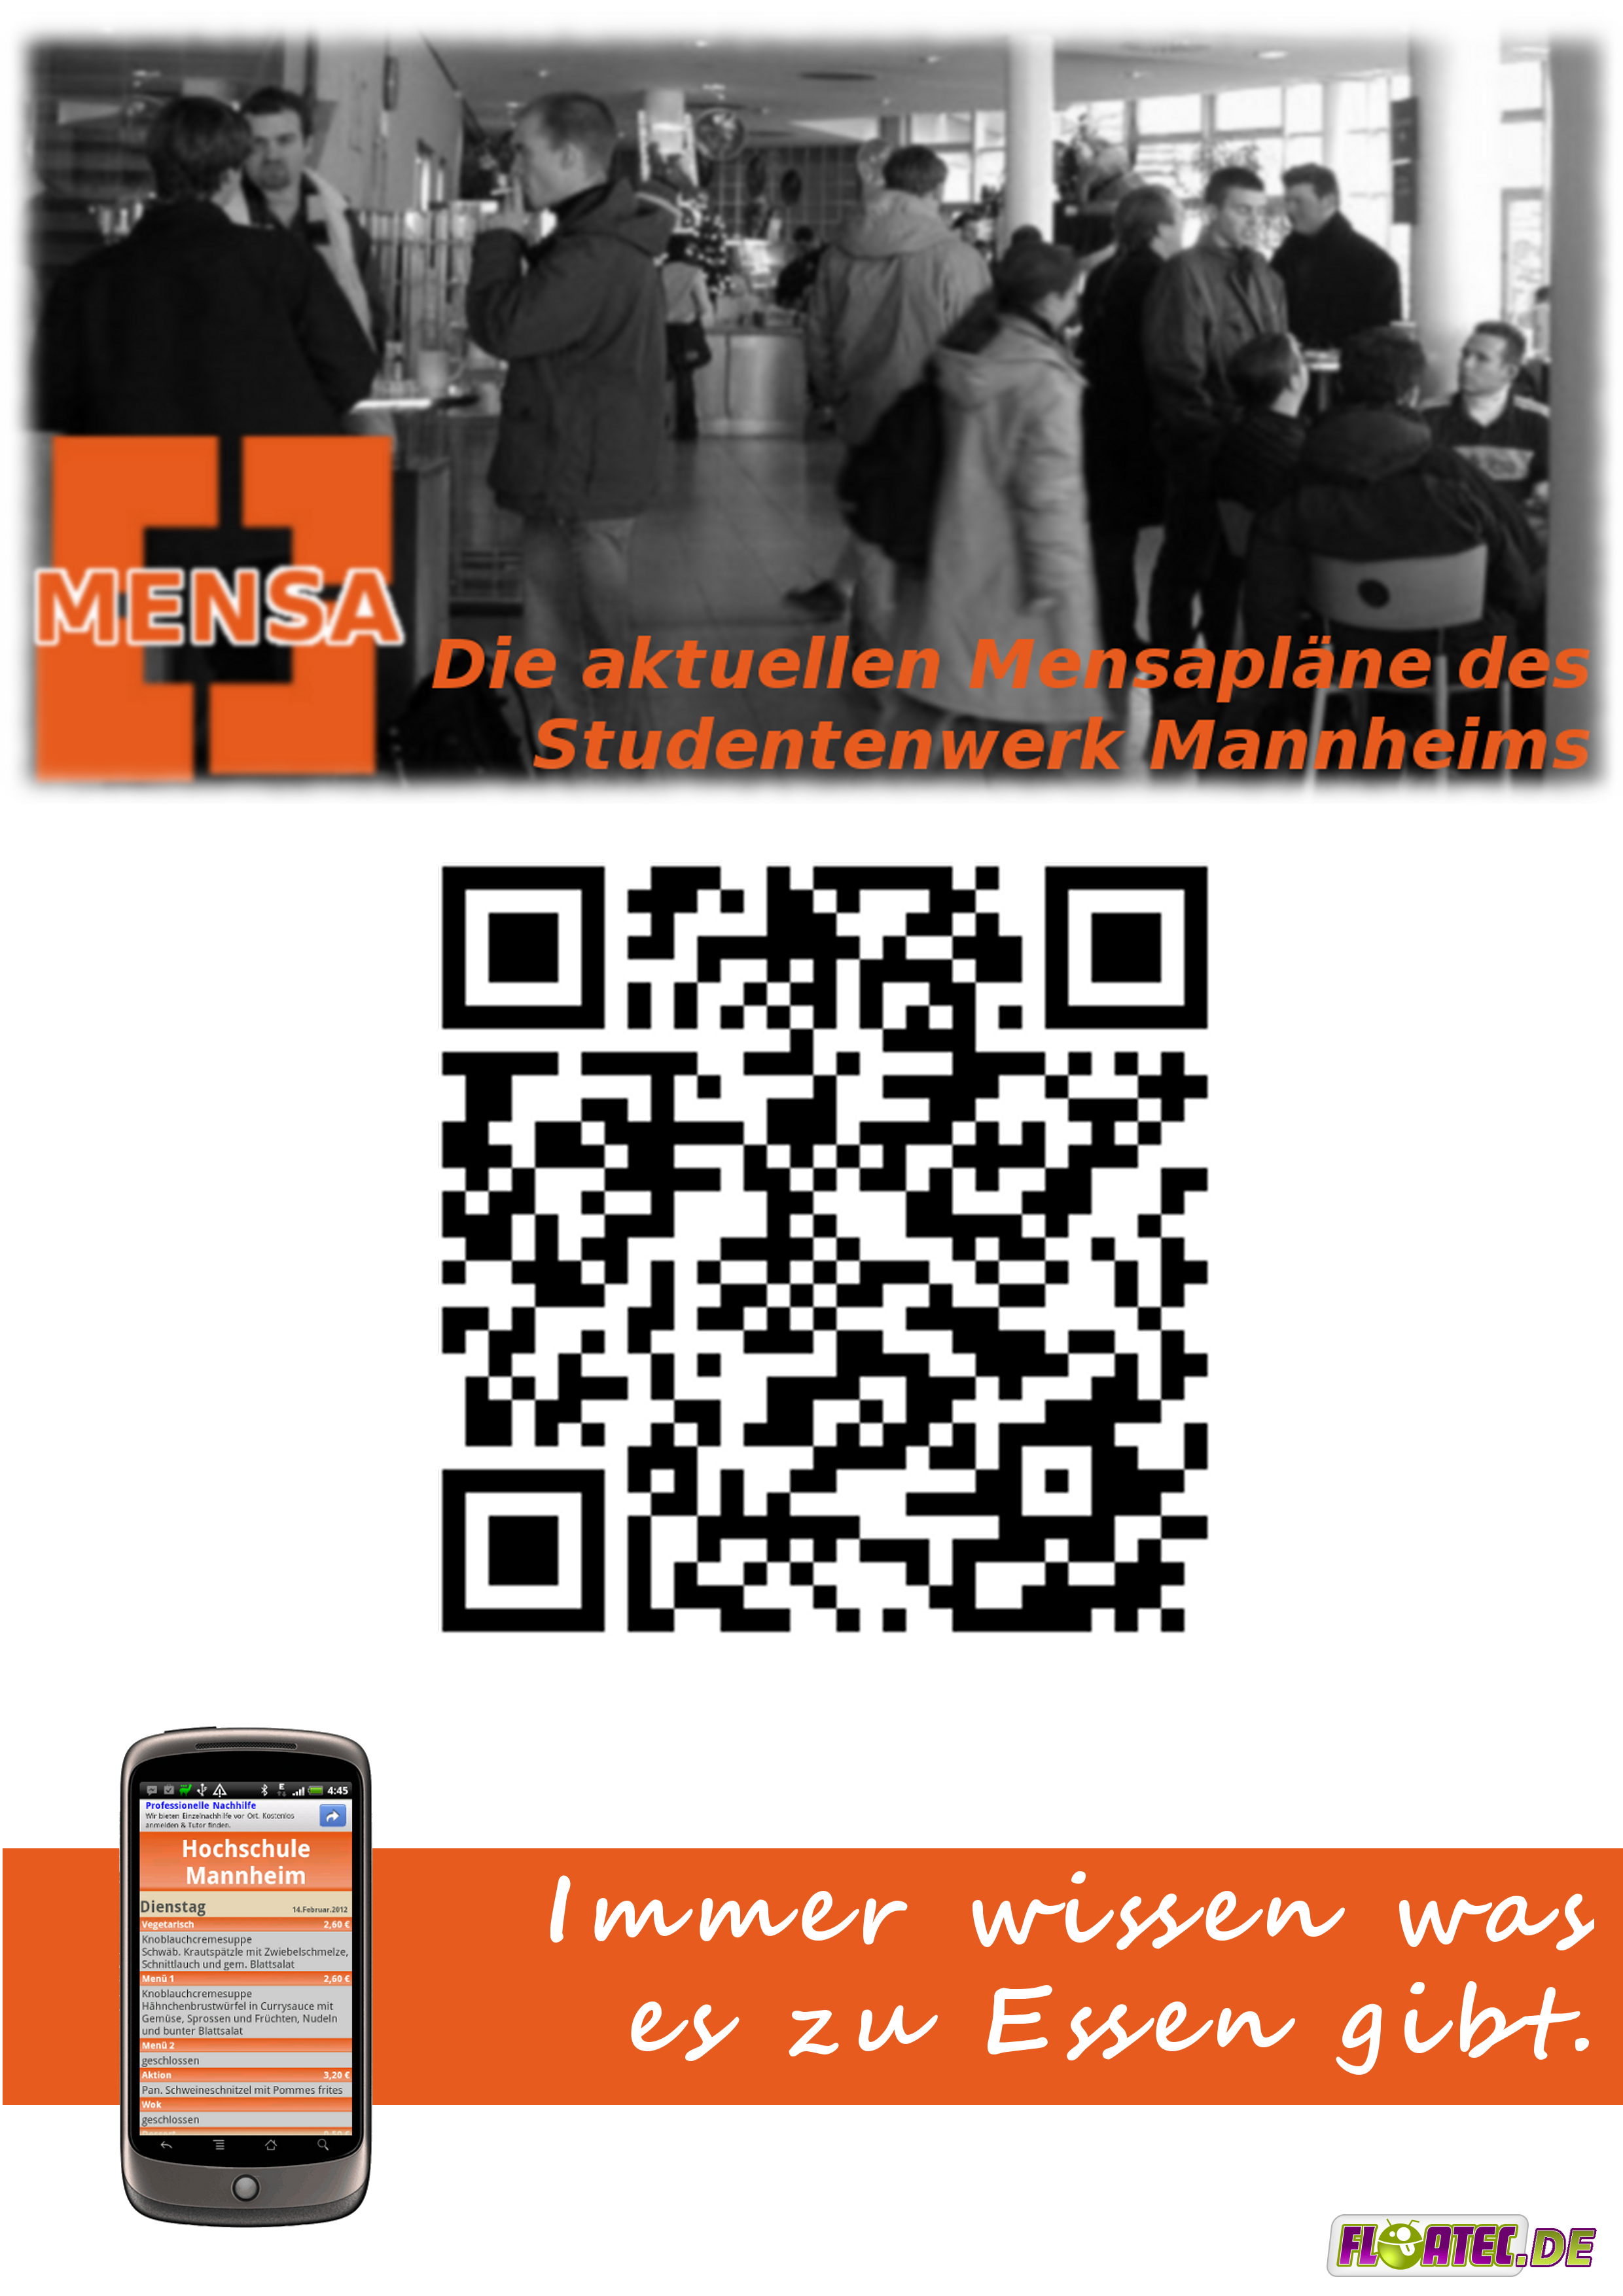 MENSA
Die aktuellen Mensapläne des
Studentenwerk Mannheims
E
4:45
Professionelle Nachhilfe
Wir bieten Einzelnachhilfe vor Ort. Kostenlos
anmelden & Tutor finden.
Hochschule
Mannheim
Dienstag 14.Februar.2012
Vegetarisch 2,60 €
Knoblauchcremesuppe
Schwäb. Krautspätzle mit Zwiebelschmelze,
Schnittlauch und gem. Blattsalat
Menü 1 2,60 €
Knoblauchcremesuppe
Hähnchenbrustwürfel in Currysauce mit
Gemüse, Sprossen und Früchten, Nudeln
und bunter Blattsalat
Menü 2
geschlossen
Aktion 3,20 €
Pan. Schweineschnitzel mit Pommes frites
Wok
geschlossen
Immer wissen was
es zu Essen gibt.
FLOATEC.DE